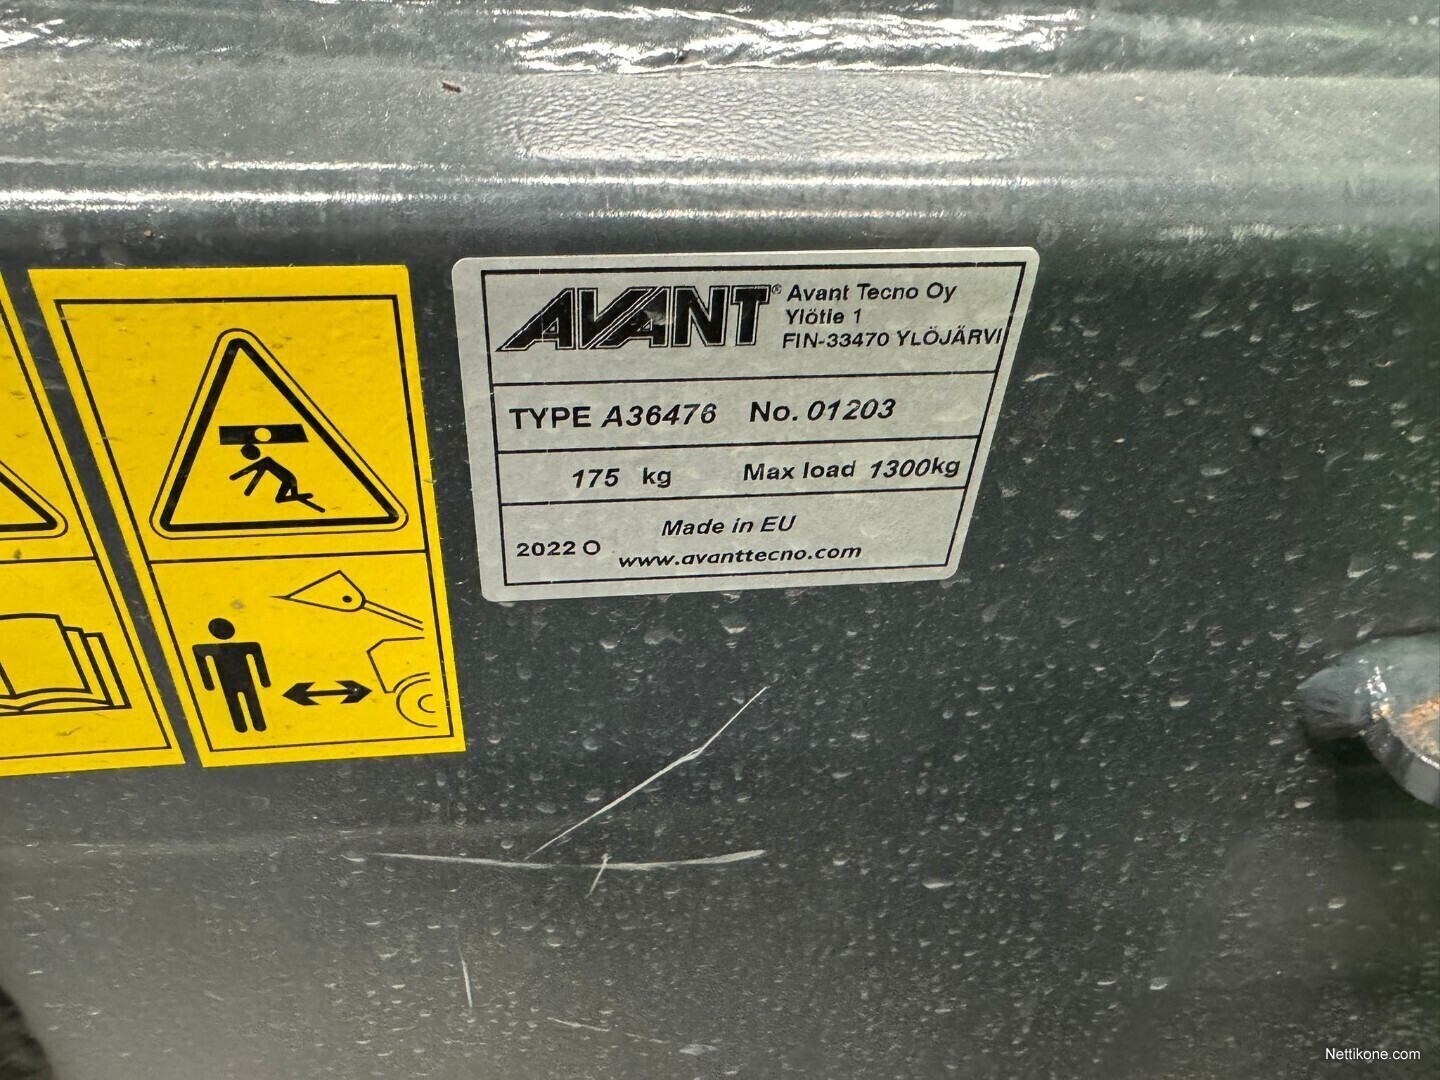 AVANT®
Avant Tecno Oy
Ylötie 1
FIN-33470 YLÖJÄRVI
TYPE A36476 No. 01203
175 kg Max load 1300kg
Made in EU
2022 O www.avanttecno.com
Nettikone.com